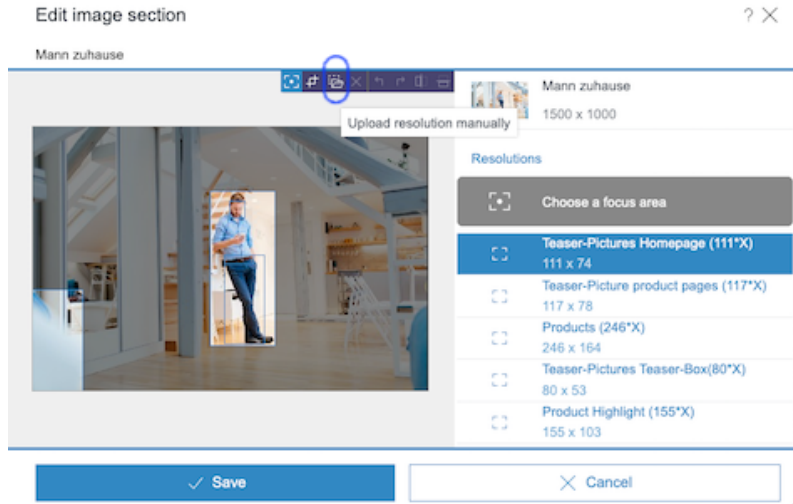 Edit image section
?
Mann zuhause
Upload resolution manually
Mann zuhause
1500 x 1000
Resolutions
Choose a focus area
Teaser-Pictures Homepage (111*X)
111 x 74
Teaser-Picture product pages (117*X)
117 x 78
Products (246*X)
246 x 164
Teaser-Pictures Teaser-Box(80*X)
80 x 53
Product Highlight (155*X)
155 x 103
Save
Cancel